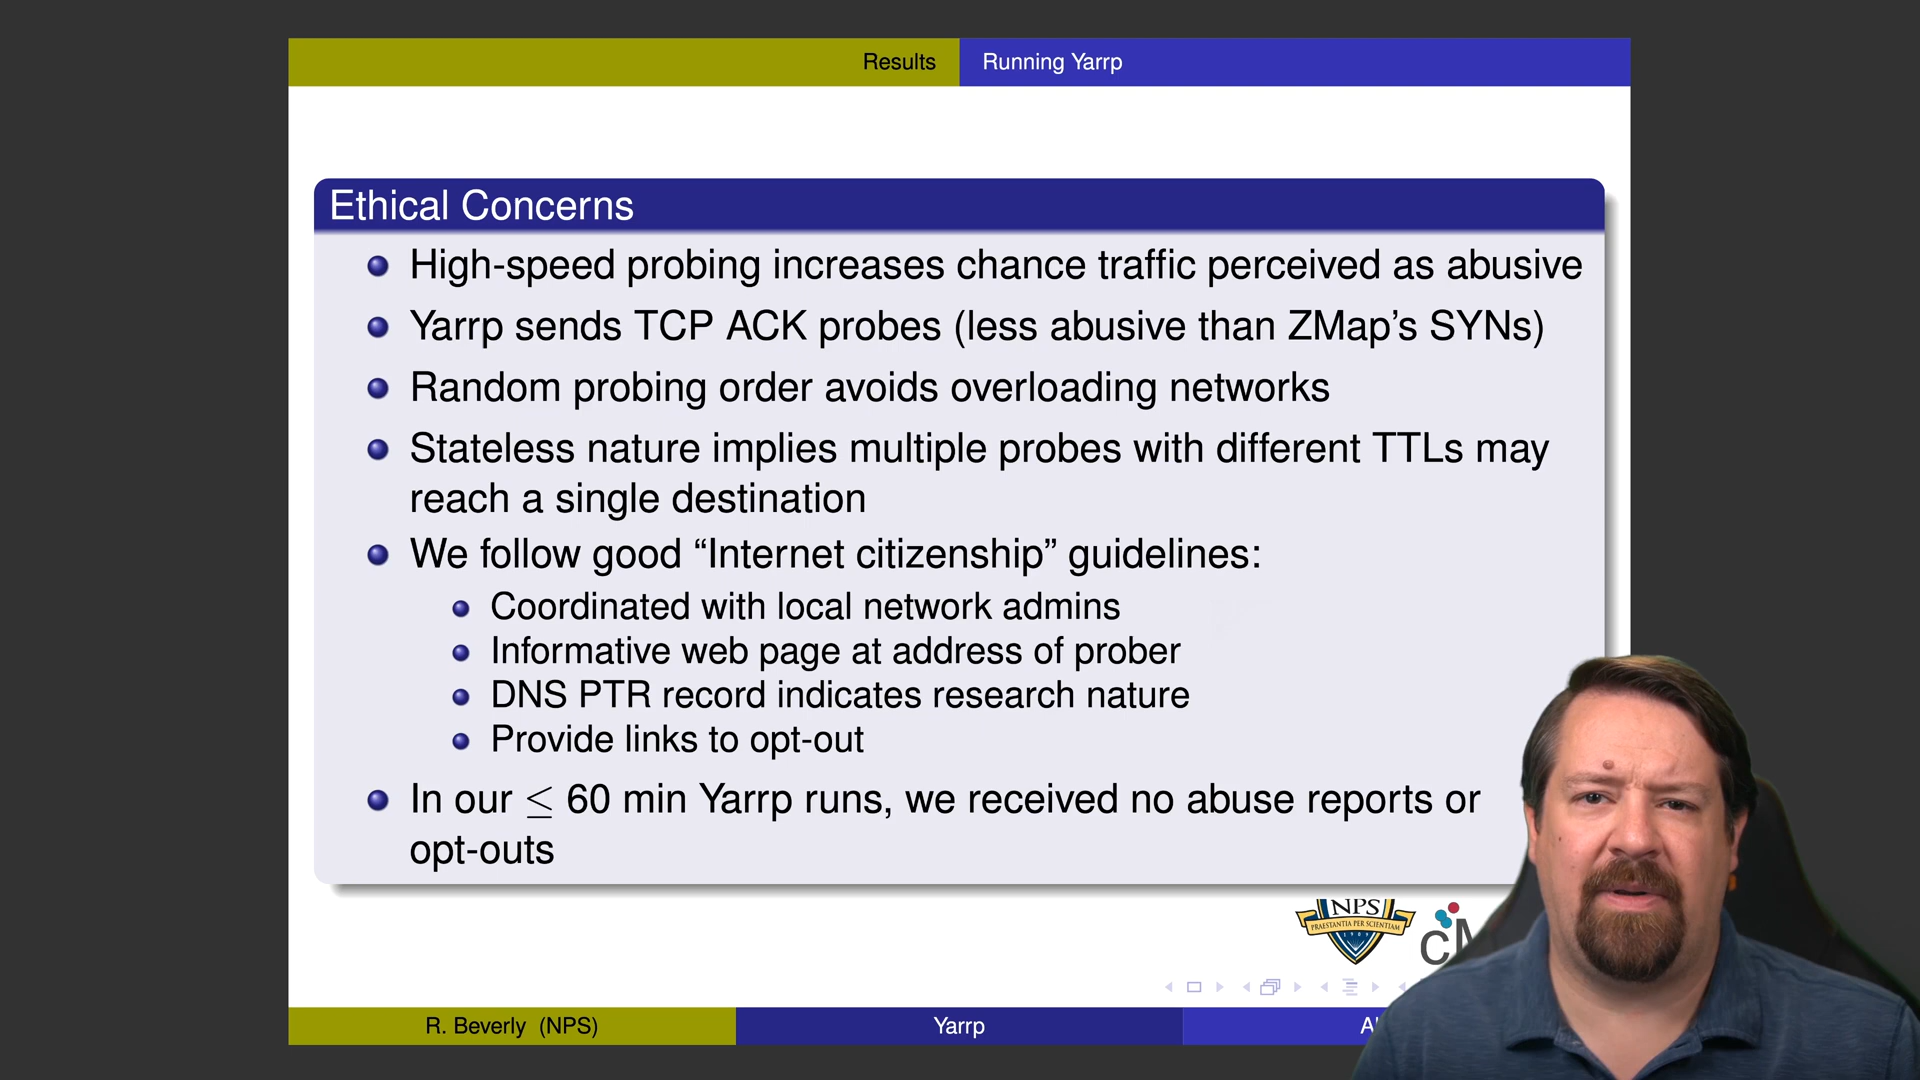 Results
Running Yarrp
Ethical Concerns
High-speed probing increases chance traffic perceived as abusive
Yarrp sends TCP ACK probes (less abusive than ZMap's SYNs)
Random probing order avoids overloading networks
Stateless nature implies multiple probes with different TTLs may
reach a single destination
We follow good “Internet citizenship” guidelines:
Coordinated with local network admins
Informative web page at address of prober
DNS PTR record indicates research nature
Provide links to opt-out
In our ≤ 60 min Yarrp runs, we received no abuse reports or
opt-outs
NPS
PRAESTANTIA PER SCIENTIAM
1909
R. Beverly (NPS)
Yarrp